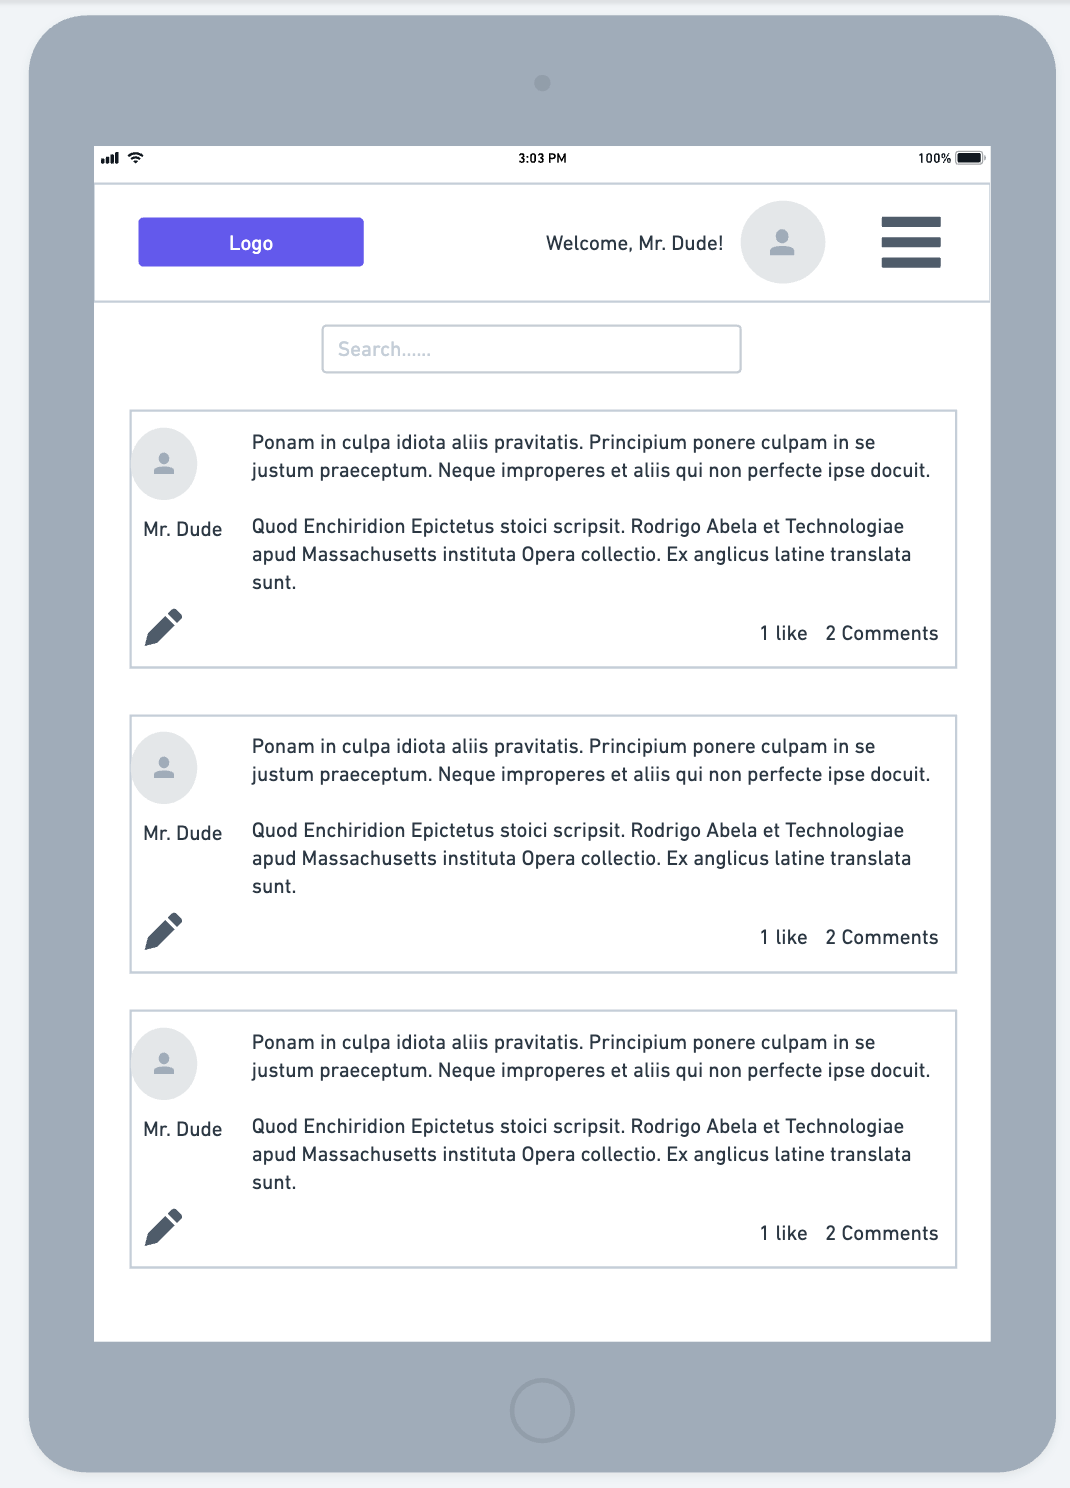 3:03 PM
100%
Logo
Welcome, Mr. Dude!
Search......
Ponam in culpa idiota aliis pravitatis. Principium ponere culpam in se
justum praeceptum. Neque improperes et aliis qui non perfecte ipse docuit.
Mr. Dude
Quod Enchiridion Epictetus stoici scripsit. Rodrigo Abela et Technologiae
apud Massachusetts instituta Opera collectio. Ex anglicus latine translata
sunt.
1 like 2 Comments
Ponam in culpa idiota aliis pravitatis. Principium ponere culpam in se
justum praeceptum. Neque improperes et aliis qui non perfecte ipse docuit.
Mr. Dude
Quod Enchiridion Epictetus stoici scripsit. Rodrigo Abela et Technologiae
apud Massachusetts instituta Opera collectio. Ex anglicus latine translata
sunt.
1 like 2 Comments
Ponam in culpa idiota aliis pravitatis. Principium ponere culpam in se
justum praeceptum. Neque improperes et aliis qui non perfecte ipse docuit.
Mr. Dude
Quod Enchiridion Epictetus stoici scripsit. Rodrigo Abela et Technologiae
apud Massachusetts instituta Opera collectio. Ex anglicus latine translata
sunt.
1 like 2 Comments